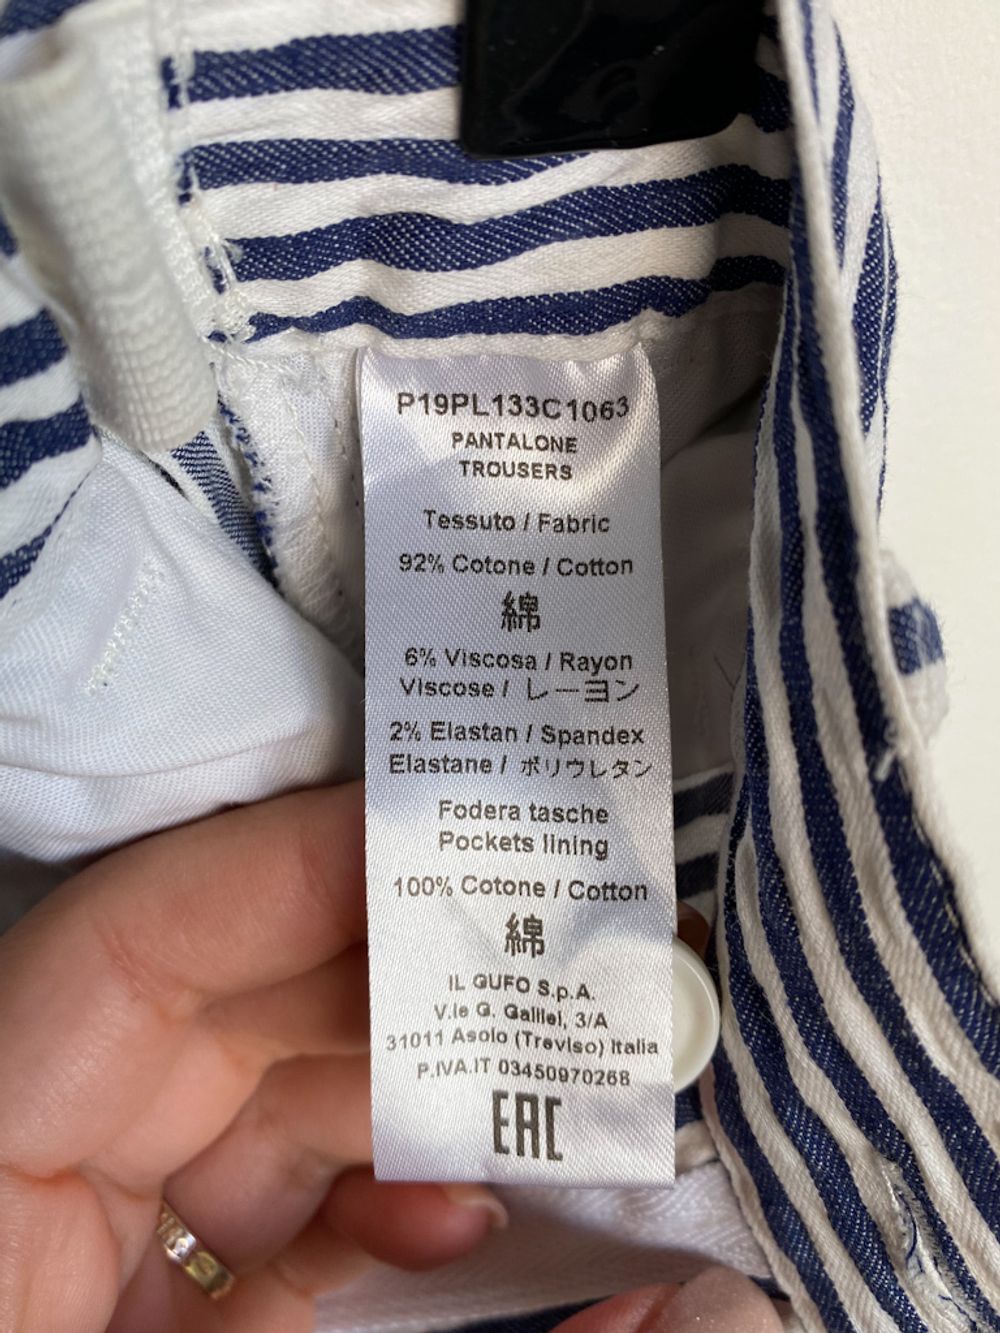 P19PL133C1063
PANTALONE
TROUSERS
Tessuto / Fabric
92% Cotone / Cotton
綿
6% Viscosa / Rayon
Viscose / レーヨン
2% Elastan / Spandex
Elastane / ポリウレタン
Fodera tasche
Pockets lining
100% Cotone / Cotton
綿
IL GUFO S.p.A.
V.le G. Galilei, 3/A
31011 Asolo (Treviso) Italia
P.IVA.IT 03450970268
EAC